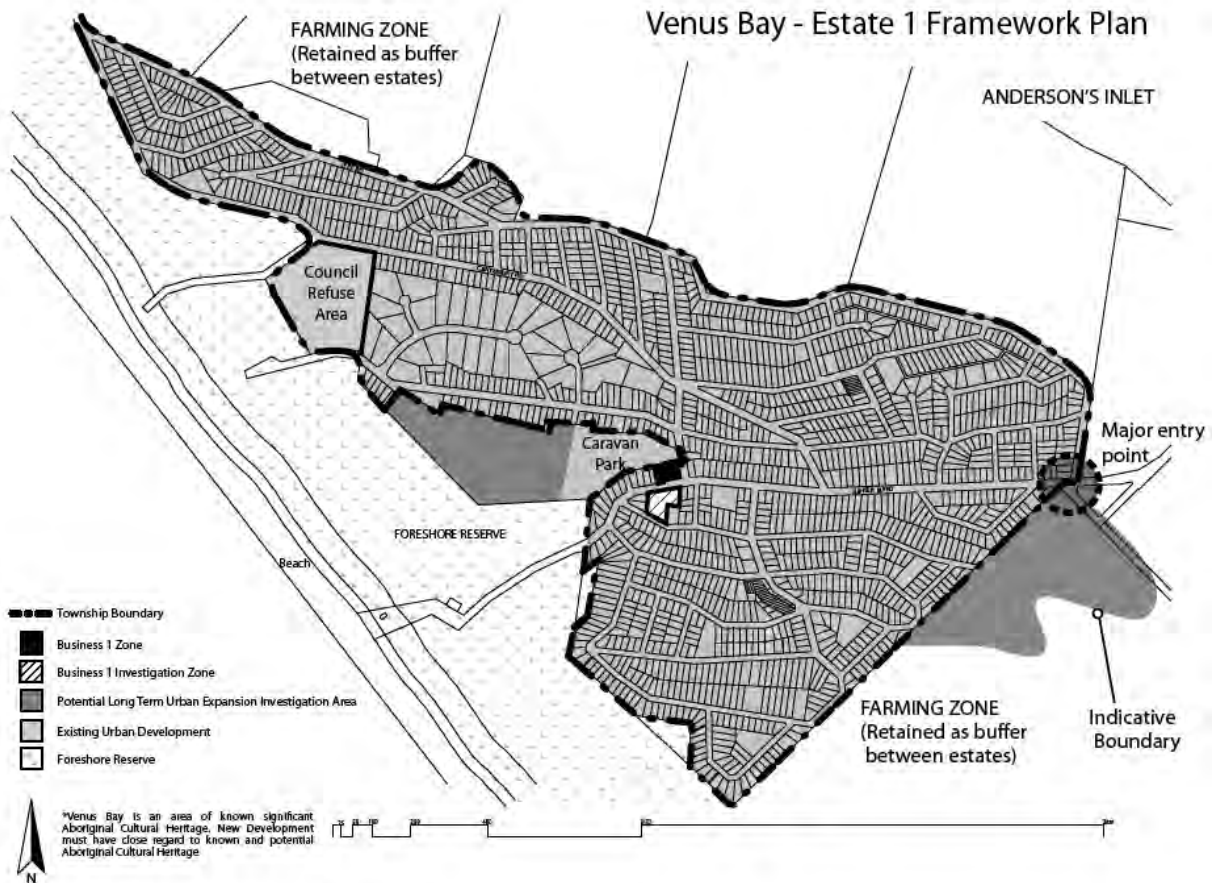 Venus Bay - Estate 1 Framework Plan
FARMING ZONE
(Retained as buffer
between estates)
ANDERSON'S INLET
Council
Refuse
Area
Caravan
Park
Major entry
point
FORESHORE RESERVE
Beach
Township Boundary
Business 1 Zone
Business 1 Investigation Zone
Potential Long Term Urban Expansion Investigation Area
Existing Urban Development
Foreshore Reserve
FARMING ZONE
(Retained as buffer
between estates)
Indicative
Boundary
*Venus Bay is an area of known significant
Aboriginal Cultural Heritage. New Development
must have close regard to known and potential
Aboriginal Cultural Heritage
N